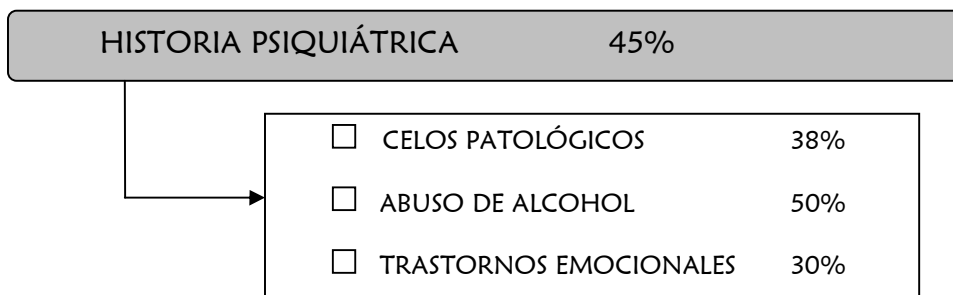 HISTORIA PSIQUIÁTRICA 45%
CELOS PATOLÓGICOS 38%
ABUSO DE ALCOHOL 50%
TRASTORNOS EMOCIONALES 30%